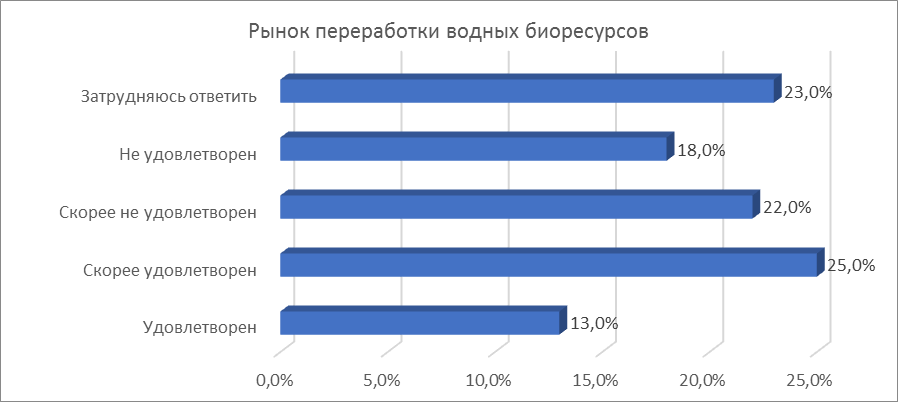 Рынок переработки водных биоресурсов
Затрудняюсь ответить 23,0%
Не удовлетворен 18,0%
Скорее не удовлетворен 22,0%
Скорее удовлетворен 25,0%
Удовлетворен 13,0%
0,0% 5,0% 10,0% 15,0% 20,0% 25,0%